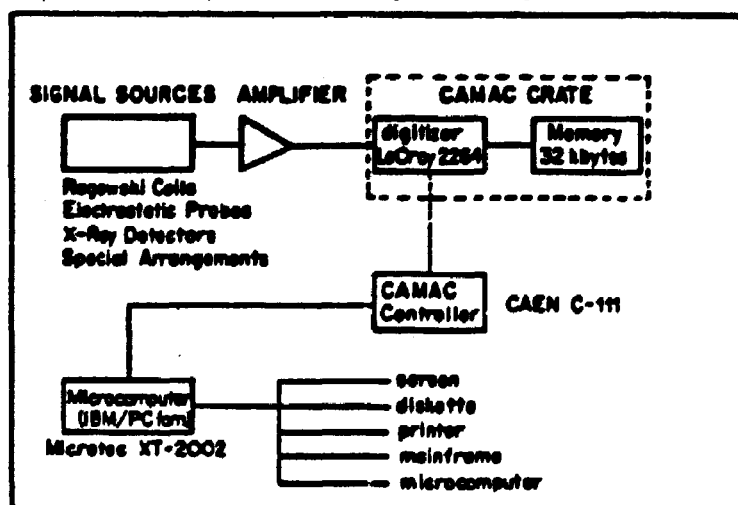 SIGNAL SOURCES
AMPLIFIER
CAMAC CRATE
digitizer
LeCroy 2264
Memory
32 kbytes
Rogowski Coils
Electrostatic Probes
X-Ray Detectors
Special Arrangements
CAMAC
Controller
CAEN C-111
Microcomputer
(IBM/PC fam)
Microtec XT-2002
screen
diskette
printer
mainframe
microcomputer